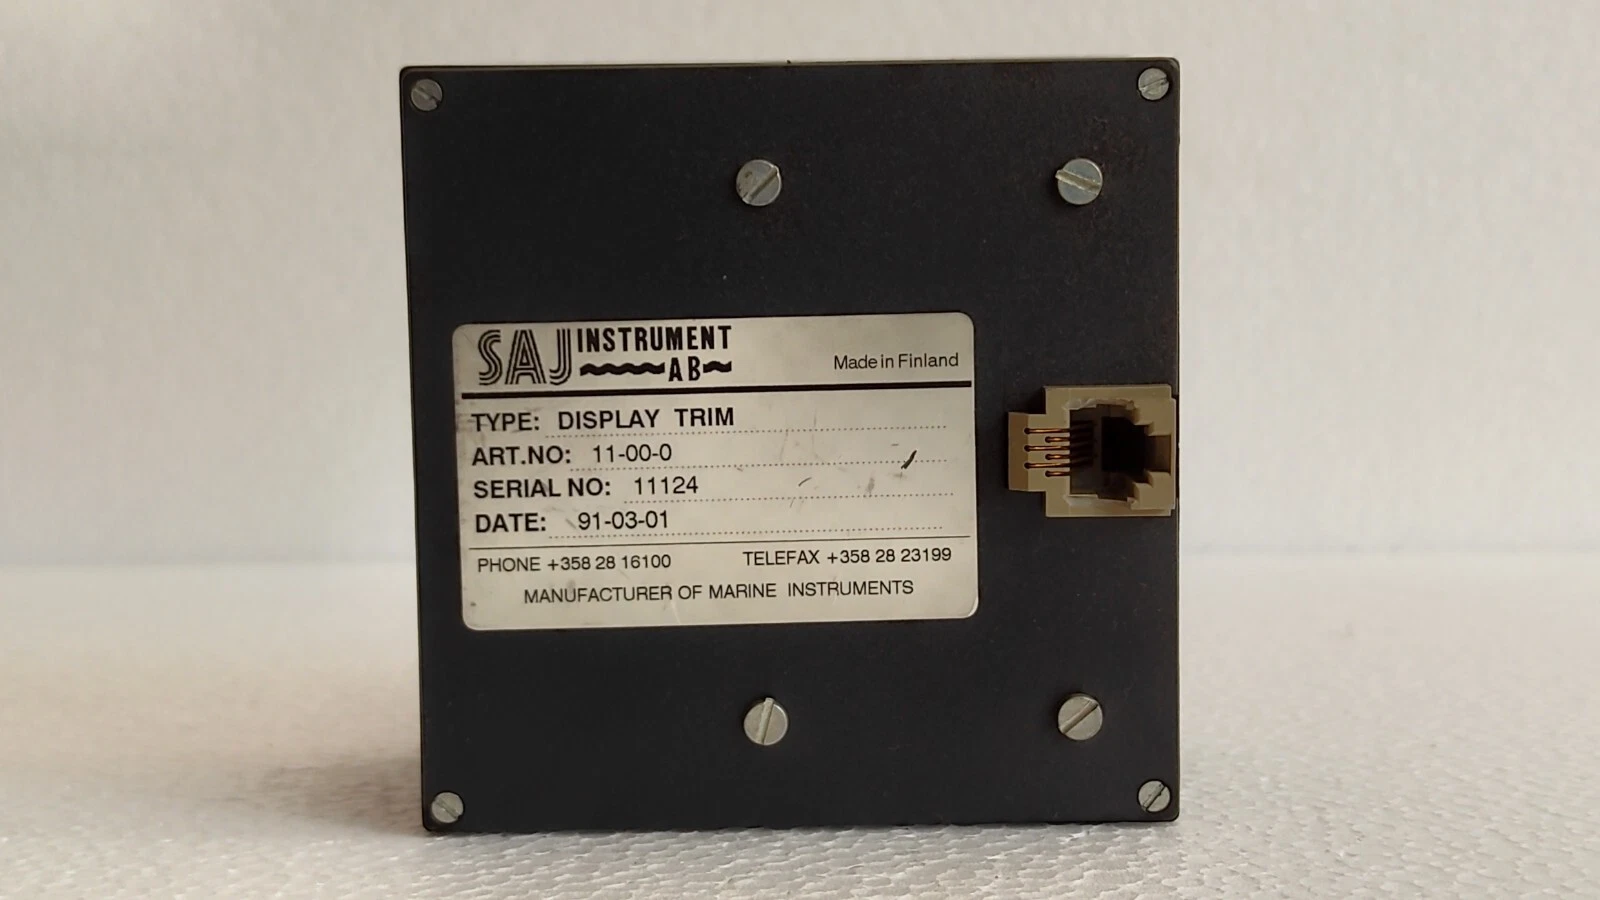 SAJ INSTRUMENT
AB
Made in Finland
TYPE: DISPLAY TRIM
ART.NO: 11-00-0
SERIAL NO: 11124
DATE: 91-03-01
PHONE +358 28 16100 TELEFAX +358 28 23199
MANUFACTURER OF MARINE INSTRUMENTS